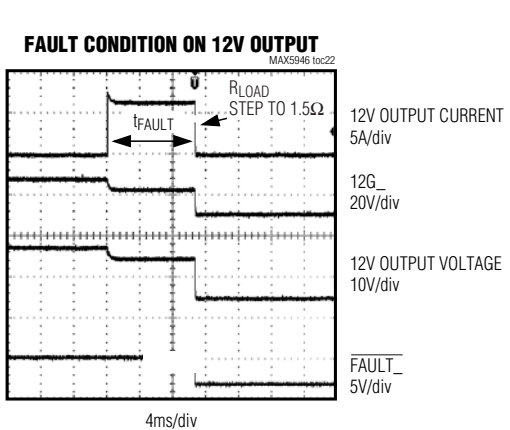 FAULT CONDITION ON 12V OUTPUT
MAX5946 toc22
RLOAD
STEP TO 1.5Ω
tFAULT
12V OUTPUT CURRENT
5A/div
12G_
20V/div
12V OUTPUT VOLTAGE
10V/div
FAULT_
5V/div
4ms/div